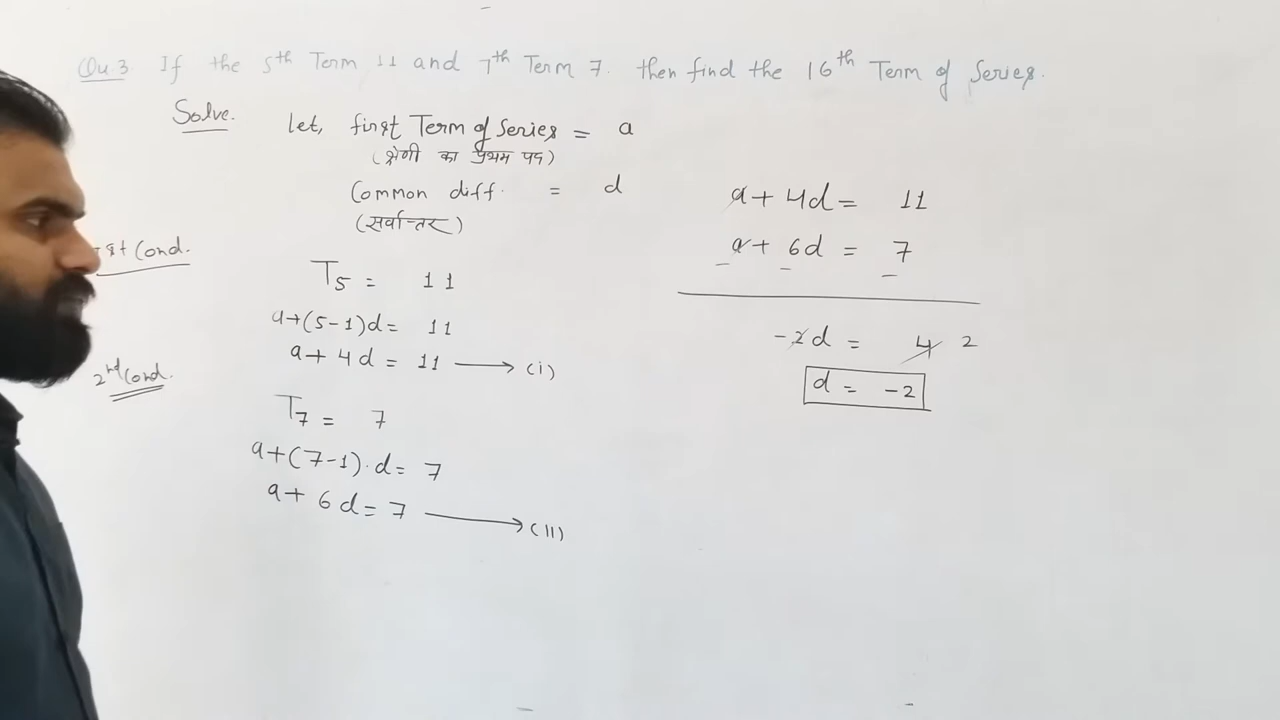 Qu.3 If the 5th Term 11 and 7th Term 7. then find the 16th Term of Series.
Solve.
let, first Term of Series = a
(श्रेणी का प्रथम पद)
Common diff. = d
(सर्वान्तर)
st Cond.
T5 = 11
a+(5-1)d = 11
a+4d = 11 → (i)
2nd Cond.
T7 = 7
a+(7-1).d = 7
a+6d = 7 → (II)
a+4d = 11
a+6d = 7
- - -
-2d = 4 2
d = -2